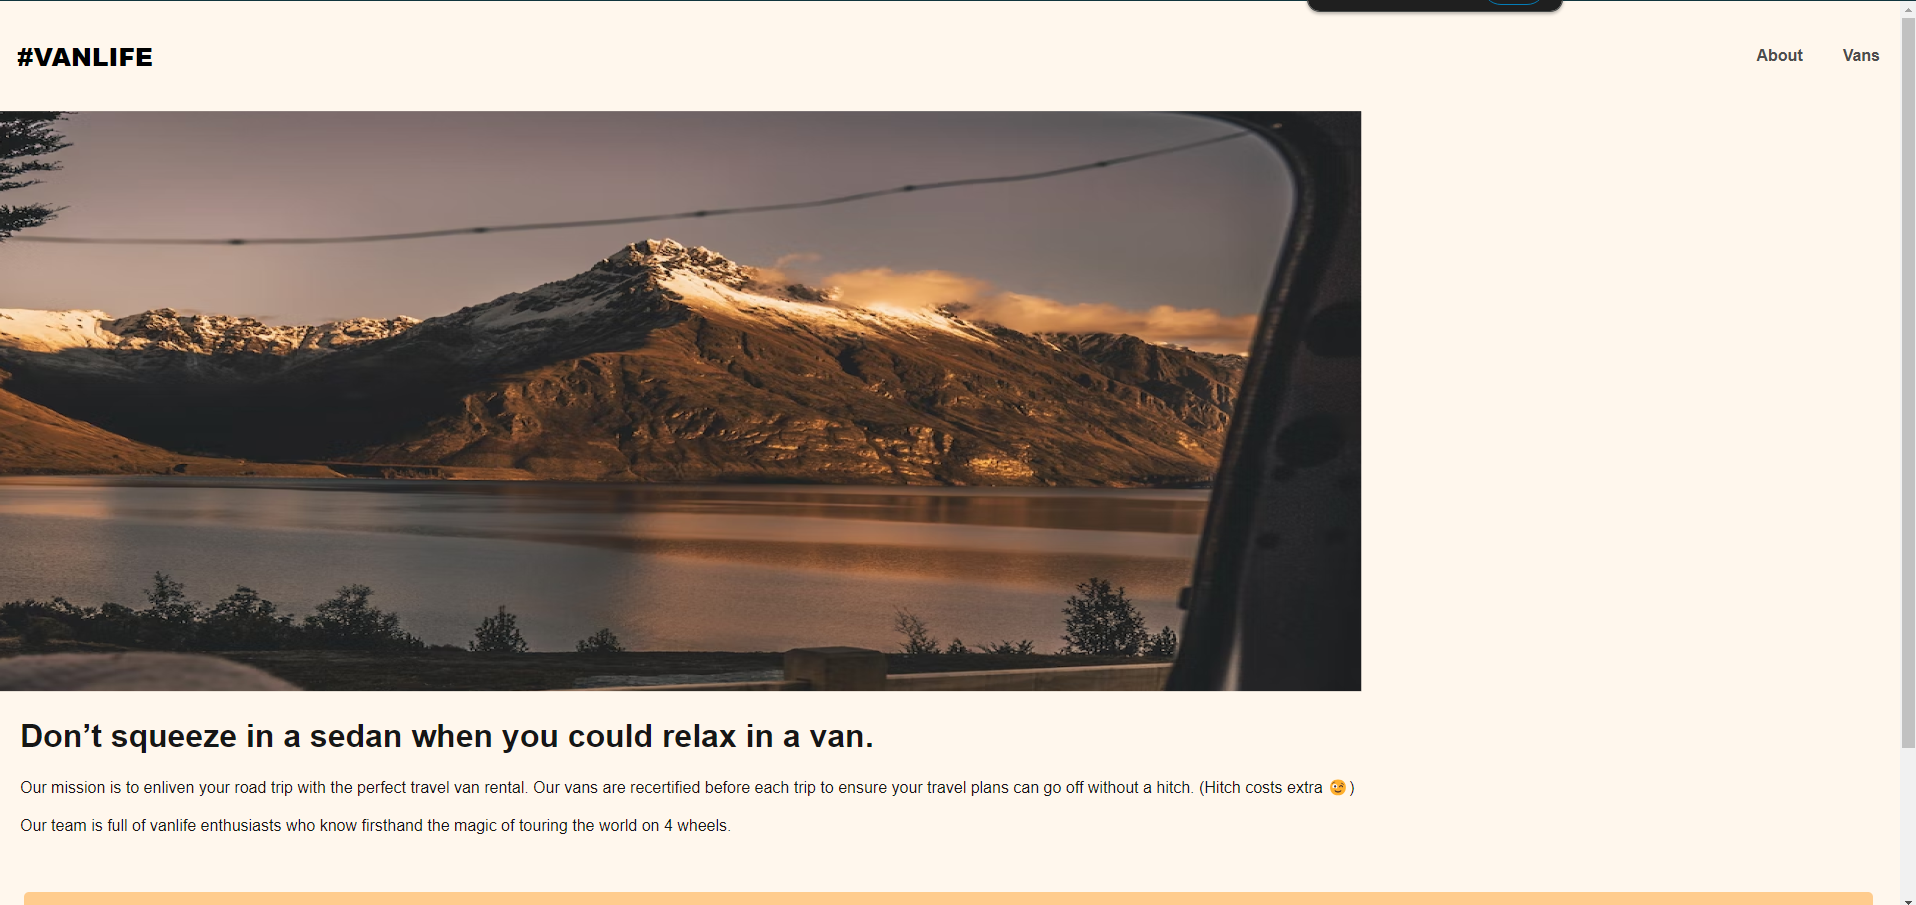 #VANLIFE
About
Vans
Don’t squeeze in a sedan when you could relax in a van.
Our mission is to enliven your road trip with the perfect travel van rental. Our vans are recertified before each trip to ensure your travel plans can go off without a hitch. (Hitch costs extra 😉)
Our team is full of vanlife enthusiasts who know firsthand the magic of touring the world on 4 wheels.